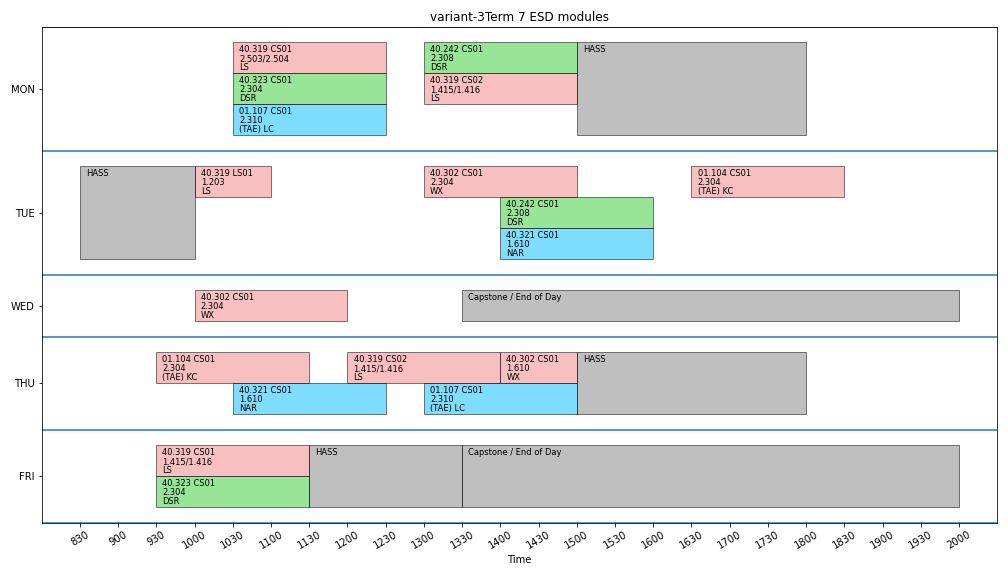 variant-3Term 7 ESD modules
MON
40.319 CS01
2.503/2.504
LS
40.323 CS01
2.304
DSR
01.107 CS01
2.310
(TAE) LC
40.242 CS01
2.308
DSR
40.319 CS02
1.415/1.416
LS
HASS
TUE
HASS
40.319 LS01
1.203
LS
40.302 CS01
2.304
WX
40.242 CS01
2.308
DSR
40.321 CS01
1.610
NAR
01.104 CS01
2.304
(TAE) KC
WED
40.302 CS01
2.304
WX
Capstone / End of Day
THU
01.104 CS01
2.304
(TAE) KC
40.321 CS01
1.610
NAR
40.319 CS02
1.415/1.416
LS
01.107 CS01
2.310
(TAE) LC
40.302 CS01
1.610
WX
HASS
FRI
40.319 CS01
1.415/1.416
LS
40.323 CS01
2.304
DSR
HASS
Capstone / End of Day
830 900 930 1000 1030 1100 1130 1200 1230 1300 1330 1400 1430 1500 1530 1600 1630 1700 1730 1800 1830 1900 1930 2000
Time